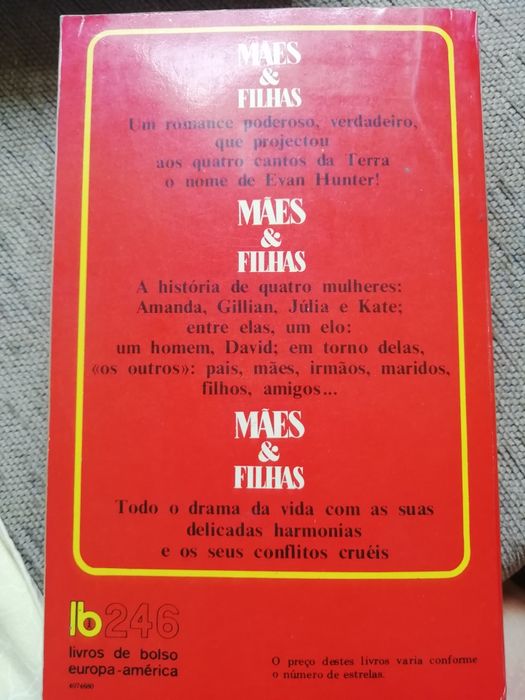 MÃES
&
FILHAS
Um romance poderoso, verdadeiro,
que projectou
aos quatro cantos da Terra
o nome de Evan Hunter!
MÃES
&
FILHAS
A história de quatro mulheres:
Amanda, Gillian, Júlia e Kate;
entre elas, um elo:
um homem, David; em torno delas,
«os outros»: pais, mães, irmãos, maridos,
filhos, amigos...
MÃES
&
FILHAS
Todo o drama da vida com as suas
delicadas harmonias
e os seus conflitos cruéis
lb 246
livros de bolso
europa-américa
O preço destes livros varia conforme
o número de estrelas.